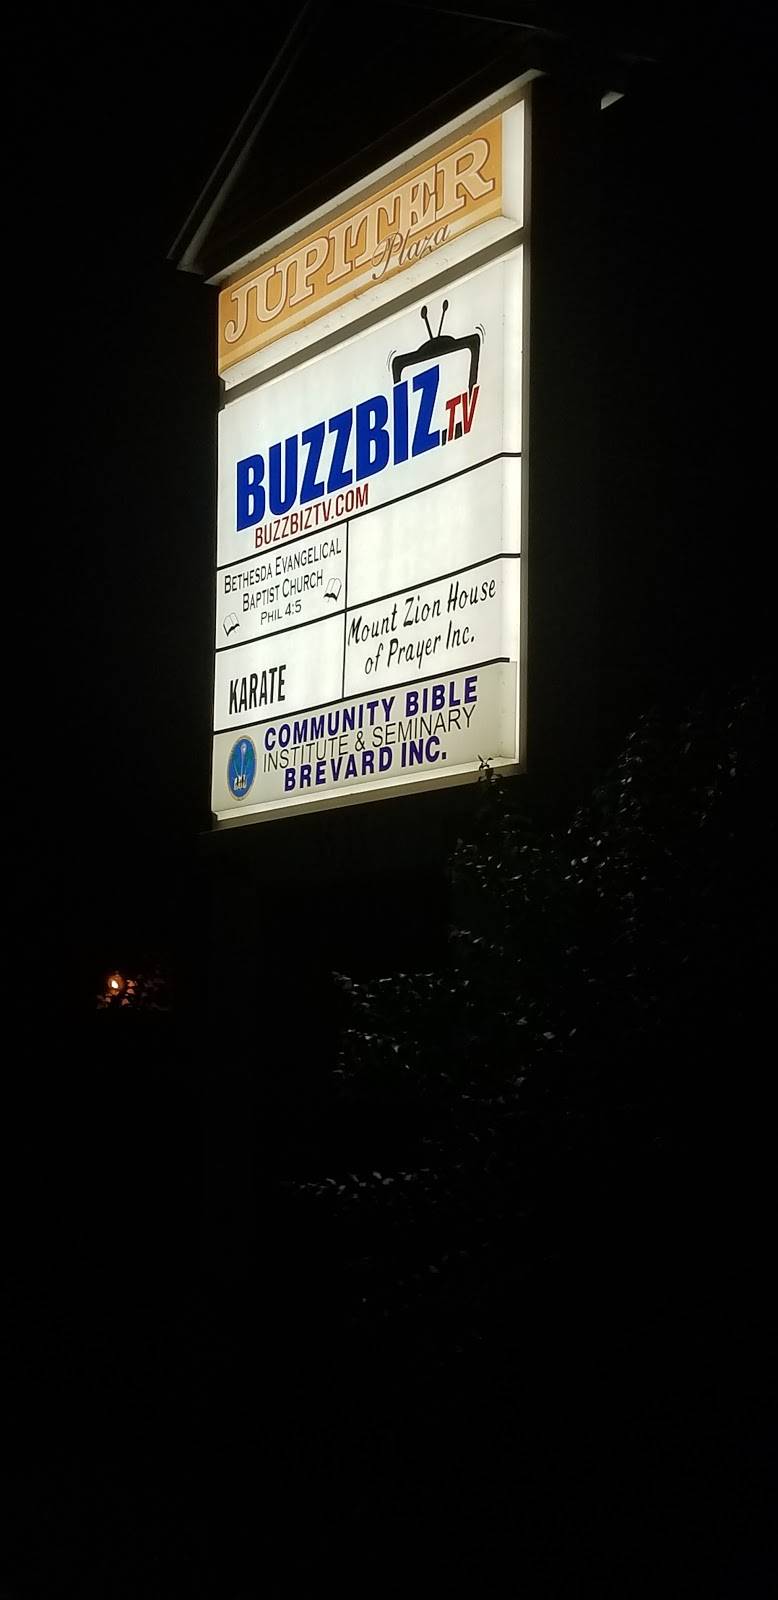 JUPITER
Plaza
BUZZBIZ.TV
BUZZBIZTV.COM
BETHESDA EVANGELICAL
BAPTIST CHURCH
PHIL 4:5
Mount Zion House
of Prayer Inc.
KARATE
COMMUNITY BIBLE
INSTITUTE & SEMINARY
BREVARD INC.